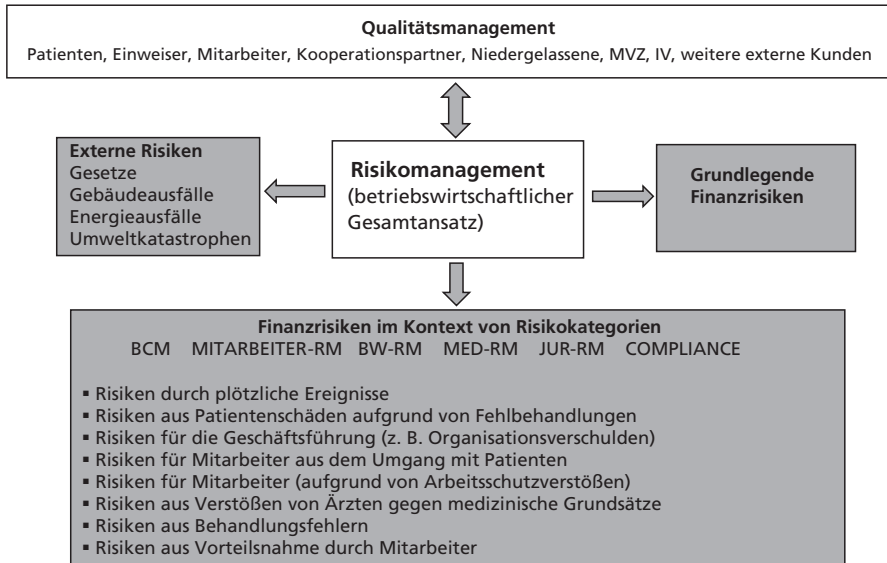 Qualitätsmanagement
Patienten, Einweiser, Mitarbeiter, Kooperationspartner, Niedergelassene, MVZ, IV, weitere externe Kunden
Externe Risiken
Gesetze
Gebäudeausfälle
Energieausfälle
Umweltkatastrophen
Risikomanagement
(betriebswirtschaftlicher
Gesamtansatz)
Grundlegende
Finanzrisiken
Finanzrisiken im Kontext von Risikokategorien
BCM MITARBEITER-RM BW-RM MED-RM JUR-RM COMPLIANCE
▪ Risiken durch plötzliche Ereignisse
▪ Risiken aus Patientenschäden aufgrund von Fehlbehandlungen
▪ Risiken für die Geschäftsführung (z. B. Organisationsverschulden)
▪ Risiken für Mitarbeiter aus dem Umgang mit Patienten
▪ Risiken für Mitarbeiter (aufgrund von Arbeitsschutzverstößen)
▪ Risiken aus Verstößen von Ärzten gegen medizinische Grundsätze
▪ Risiken aus Behandlungsfehlern
▪ Risiken aus Vorteilsnahme durch Mitarbeiter